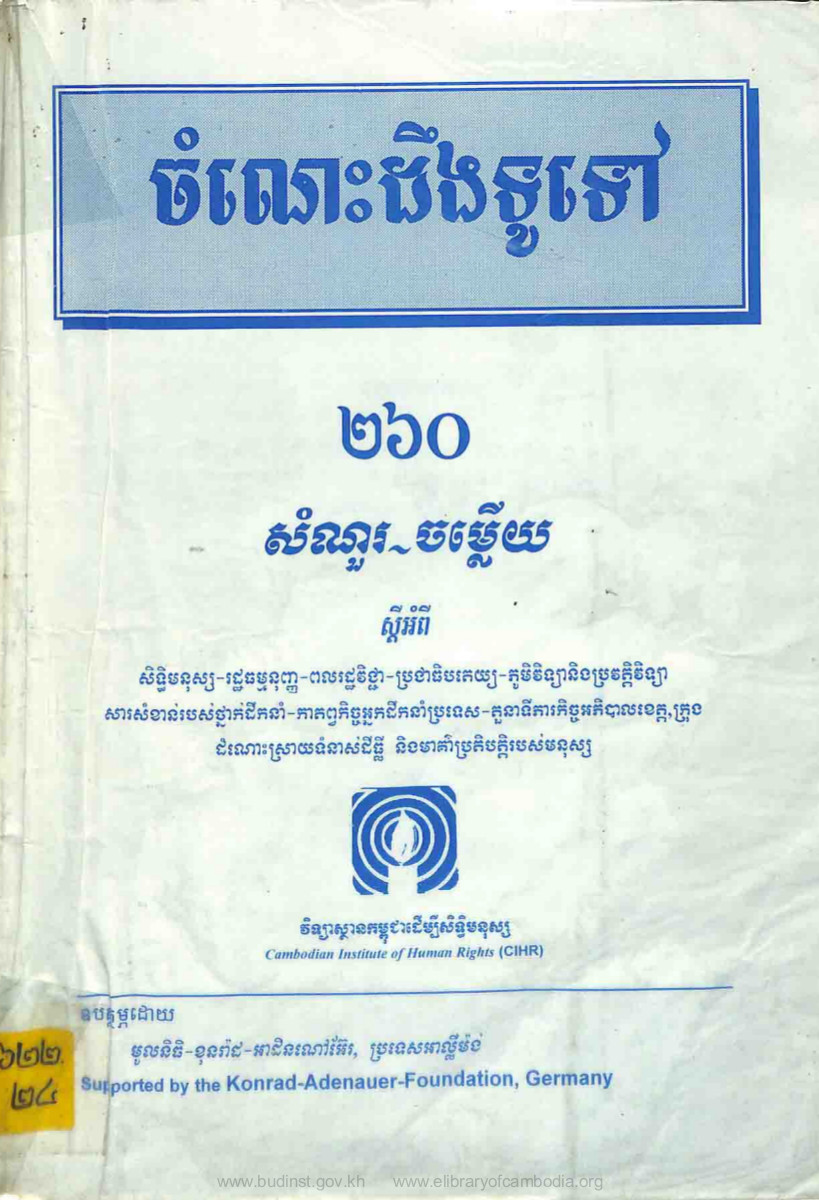 ចំណេះដឹងទូទៅ
២៦០
សំណួរ~ចម្លើយ
ស្តីអំពី
សិទ្ធិមនុស្ស-រដ្ឋធម្មនុញ្ញ-ពលរដ្ឋវិជ្ជា-ប្រជាធិបតេយ្យ-ភូមិវិទ្យានិងប្រវត្តិវិទ្យា
សារសំខាន់របស់ថ្នាក់ដឹកនាំ-ភាតព្វកិច្ចអ្នកដឹកនាំប្រទេស-តួនាទីភារកិច្ចអភិបាលខេត្ត,ក្រុង
ដំណោះស្រាយទំនាស់ដីធ្លី និងមាគ៌ាប្រតិបត្តិរបស់មនុស្ស
វិទ្យាស្ថានកម្ពុជាដើម្បីសិទ្ធិមនុស្ស
Cambodian Institute of Human Rights (CIHR)
ឧបត្ថម្ភដោយ
មូលនិធិ-ខុនរ៉ាដ-អាដិនណៅអ៊ែរ, ប្រទេសអាល្លឺម៉ង់
Supported by the Konrad-Adenauer-Foundation, Germany
៦២២.
២៤
www.budinst.gov.kh www.elibraryofcambodia.org